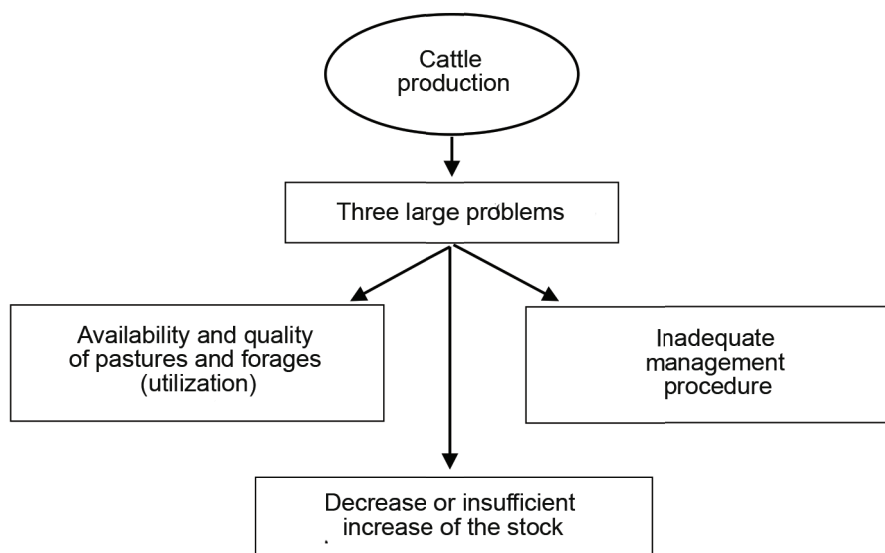 Cattle
production
Three large problems
Availability and quality
of pastures and forages
(utilization)
Inadequate
management
procedure
Decrease or insufficient
increase of the stock